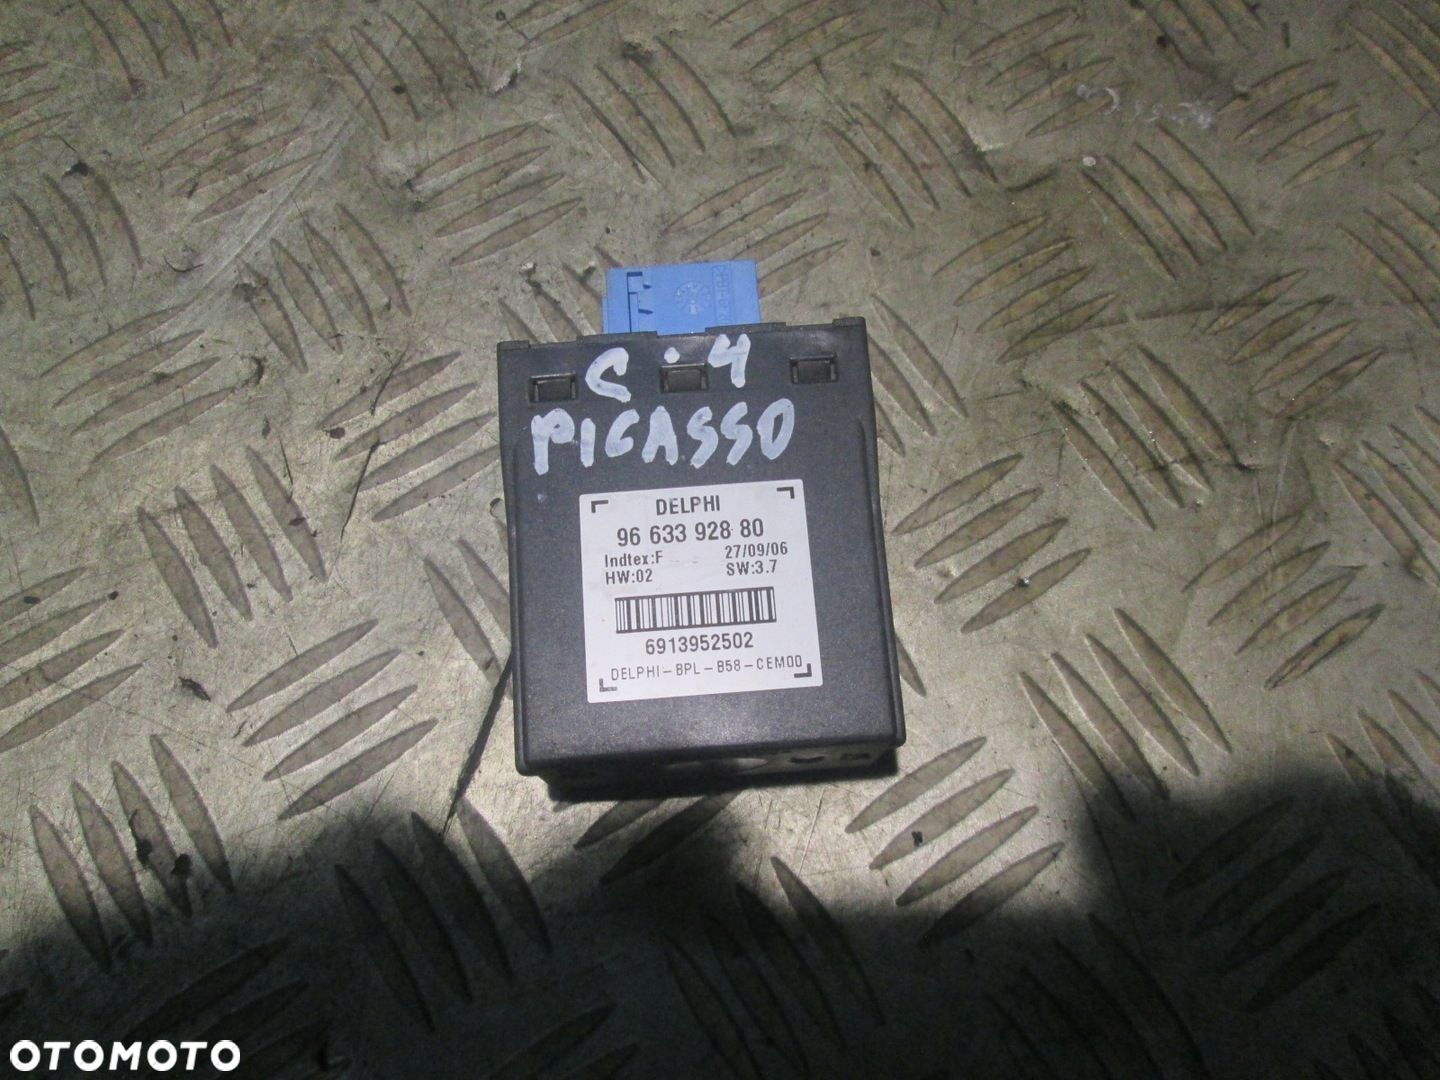 C.4
PICASSO
DELPHI
96 633 928 80
Indtex:F 27/09/06
HW:02 SW:3.7
6913952502
DELPHI-BPL-B58-CEM00
OTOMOTO